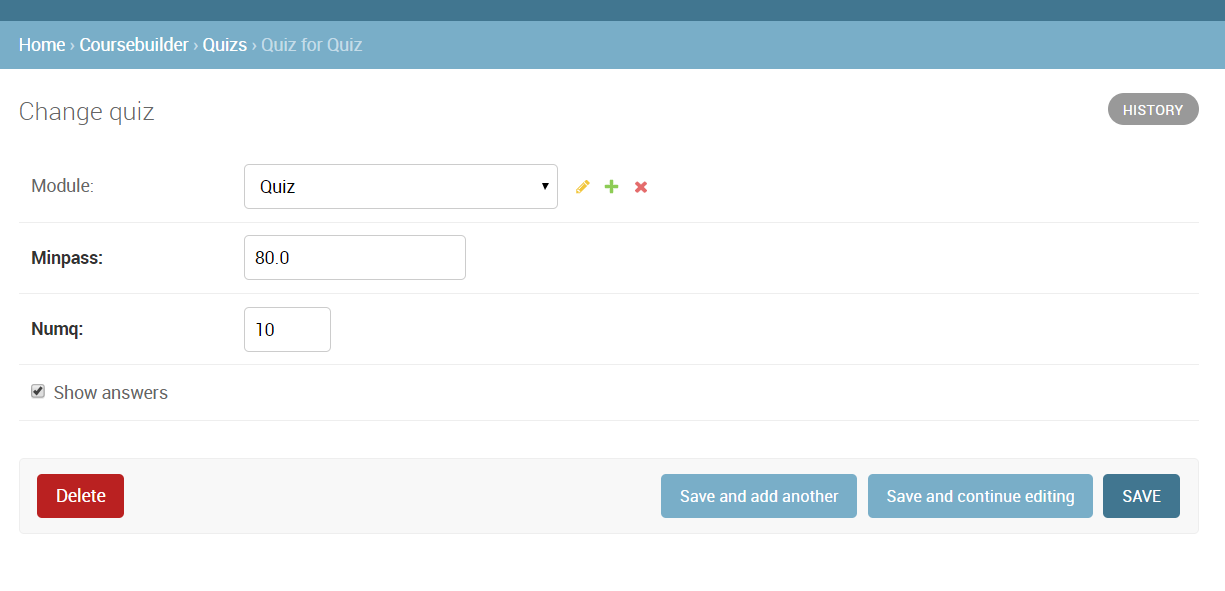 Home › Coursebuilder › Quizs › Quiz for Quiz
Change quiz
HISTORY
Module:
Quiz
Minpass:
80.0
Numq:
10
Show answers
Delete
Save and add another
Save and continue editing
SAVE